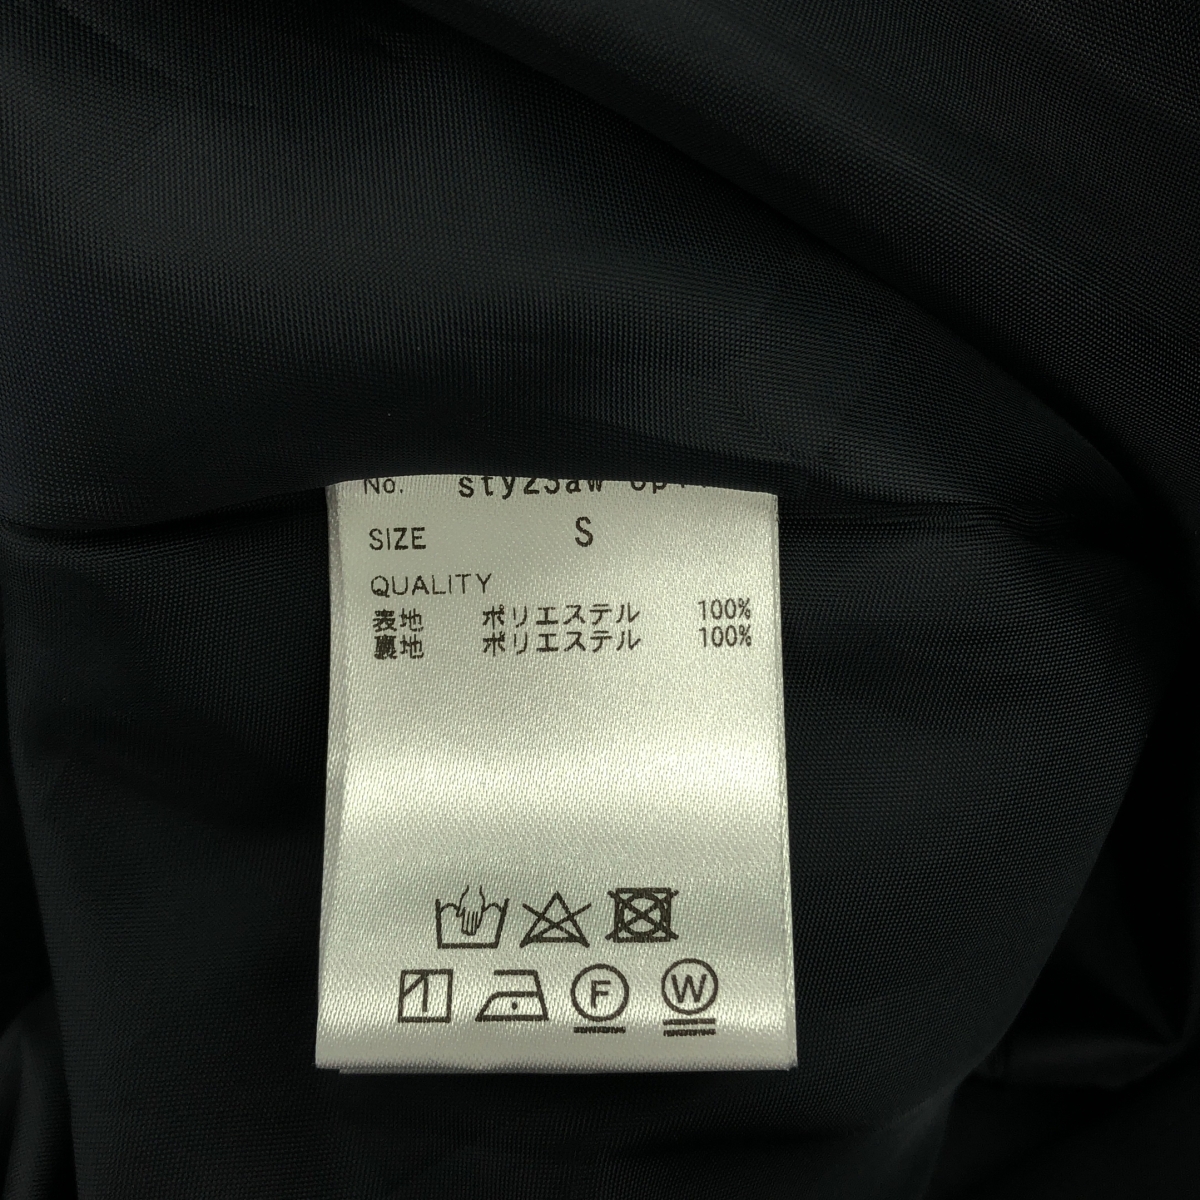 No.
SIZE S
QUALITY
表地 ポリエステル 100%
裏地 ポリエステル 100%
F W